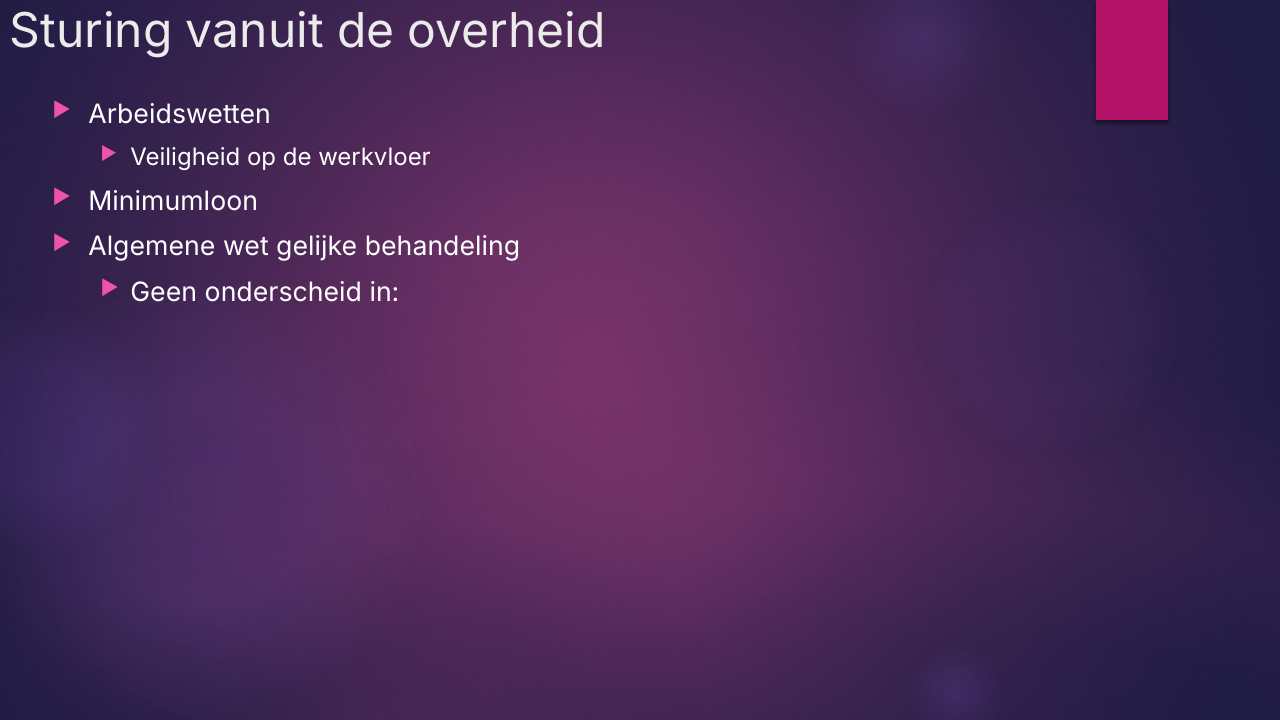 Sturing vanuit de overheid
Arbeidswetten
Veiligheid op de werkvloer
Minimumloon
Algemene wet gelijke behandeling
Geen onderscheid in: